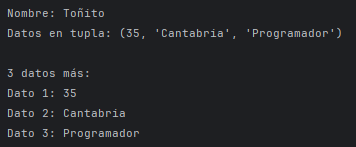 Nombre: Toñito
Datos en tupla: (35, 'Cantabria', 'Programador')
3 datos más:
Dato 1: 35
Dato 2: Cantabria
Dato 3: Programador